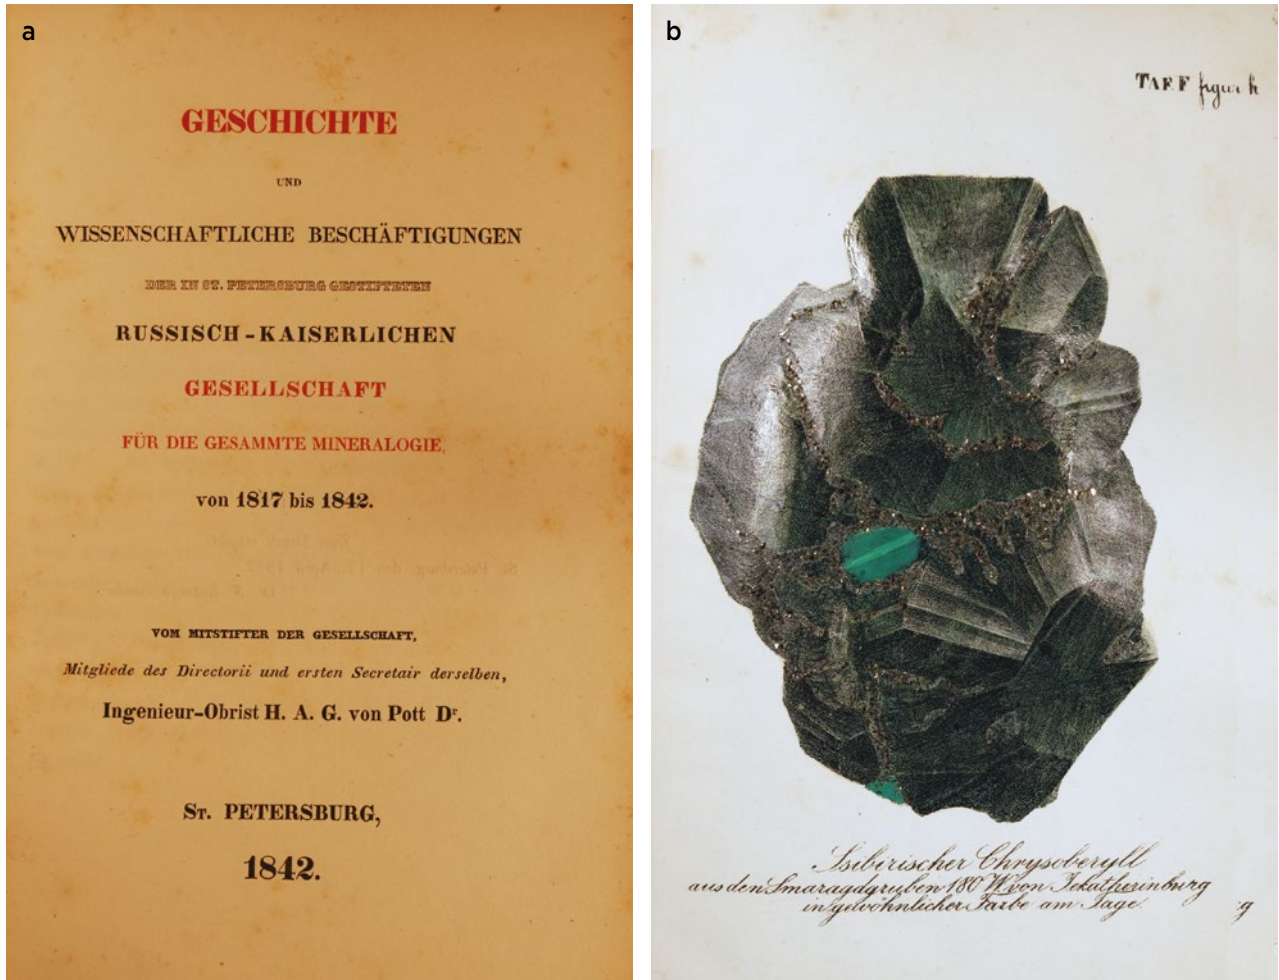 a
GESCHICHTE
UND
WISSENSCHAFTLICHE BESCHÄFTIGUNGEN
DER IN ST. PETERSBURG GESTIFTETEN
RUSSISCH-KAISERLICHEN
GESELLSCHAFT
FÜR DIE GESAMMTE MINERALOGIE,
von 1817 bis 1842.
VOM MITSTIFTER DER GESELLSCHAFT,
Mitgliede des Directorii und ersten Secretair derselben,
Ingenieur-Obrist H. A. G. von Pott Dr.
St. PETERSBURG,
1842.
b
TAF F figur h
Ssibirischer Chrysoberyll
aus den Smaragdgruben 180 W. von Jekatherinburg
in gewöhnlicher Farbe am Tage.
g